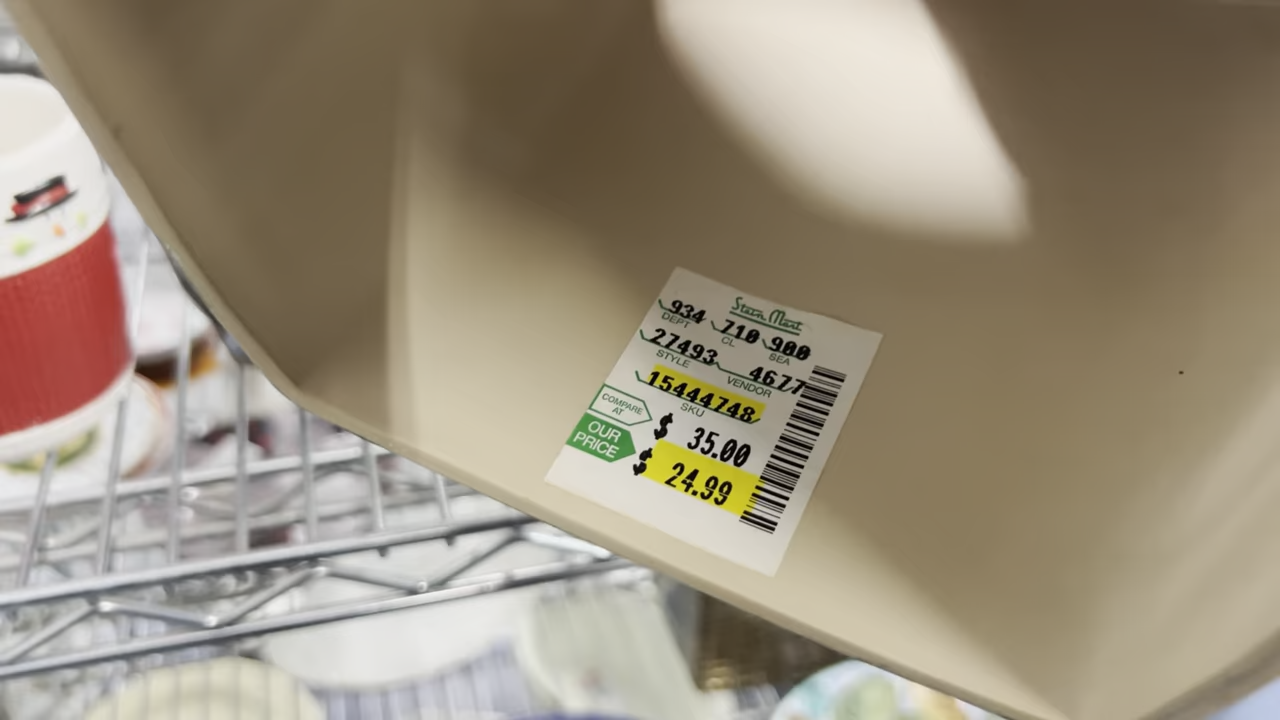 Stein Mart
934 710 900
DEPT CL SEA
27493 4677
STYLE VENDOR
15444748
SKU
COMPARE
AT
$ 35.00
OUR
PRICE
$ 24.99